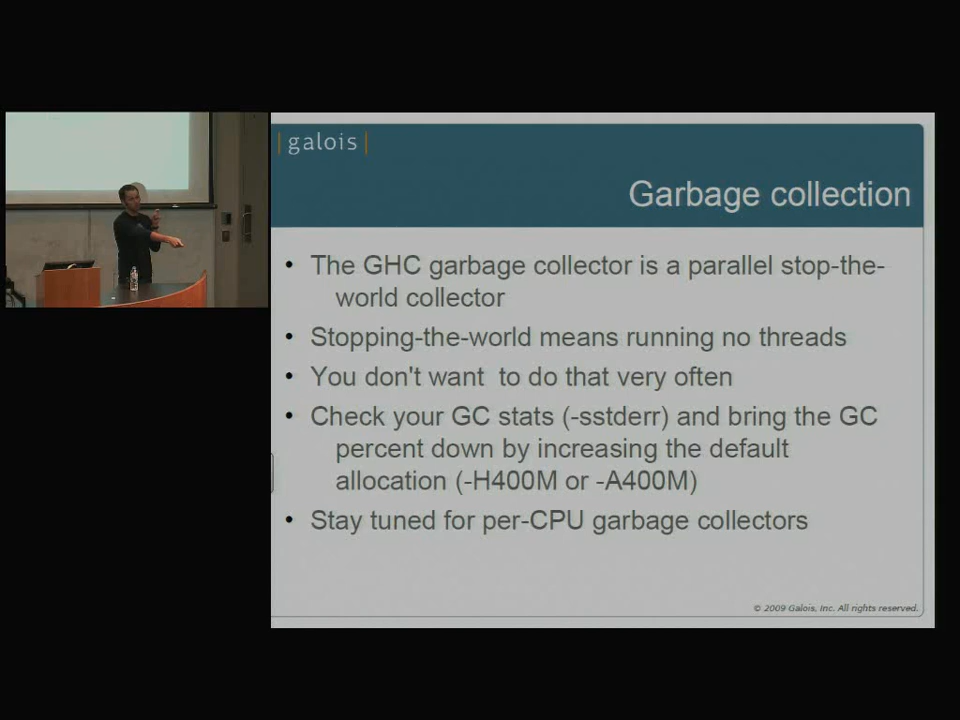 |galois|
Garbage collection
• The GHC garbage collector is a parallel stop-the-
world collector
• Stopping-the-world means running no threads
• You don't want to do that very often
• Check your GC stats (-sstderr) and bring the GC
percent down by increasing the default
allocation (-H400M or -A400M)
• Stay tuned for per-CPU garbage collectors
© 2009 Galois, Inc. All rights reserved.